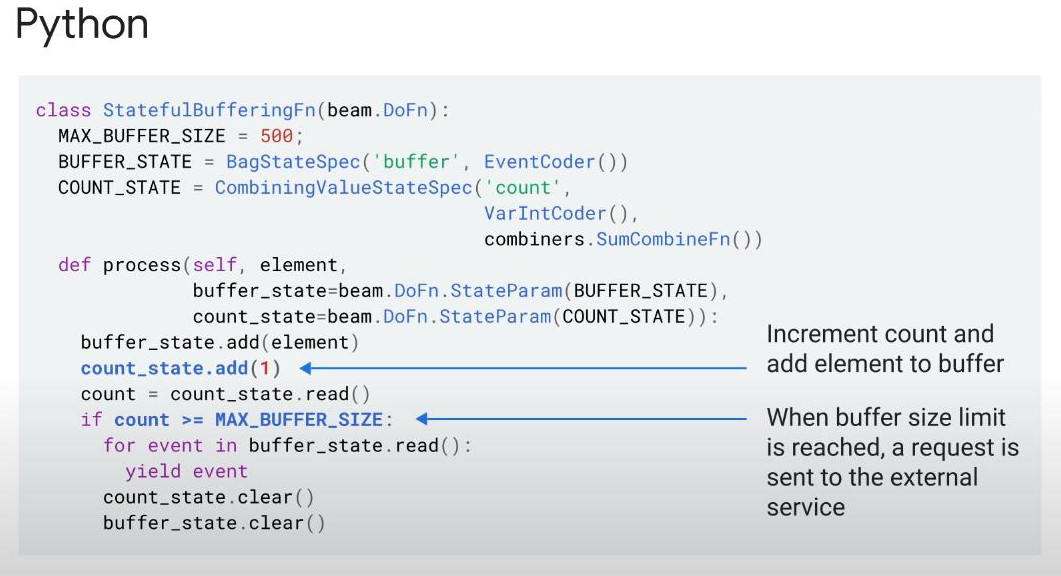 Python
class StatefulBufferingFn(beam.DoFn):
MAX_BUFFER_SIZE = 500;
BUFFER_STATE = BagStateSpec('buffer', EventCoder())
COUNT_STATE = CombiningValueStateSpec('count',
VarIntCoder(),
combiners.SumCombineFn())
def process(self, element,
buffer_state=beam.DoFn.StateParam(BUFFER_STATE),
count_state=beam.DoFn.StateParam(COUNT_STATE)):
buffer_state.add(element)
count_state.add(1)
count = count_state.read()
if count >= MAX_BUFFER_SIZE:
for event in buffer_state.read():
yield event
count_state.clear()
buffer_state.clear()
Increment count and
add element to buffer
When buffer size limit
is reached, a request is
sent to the external
service